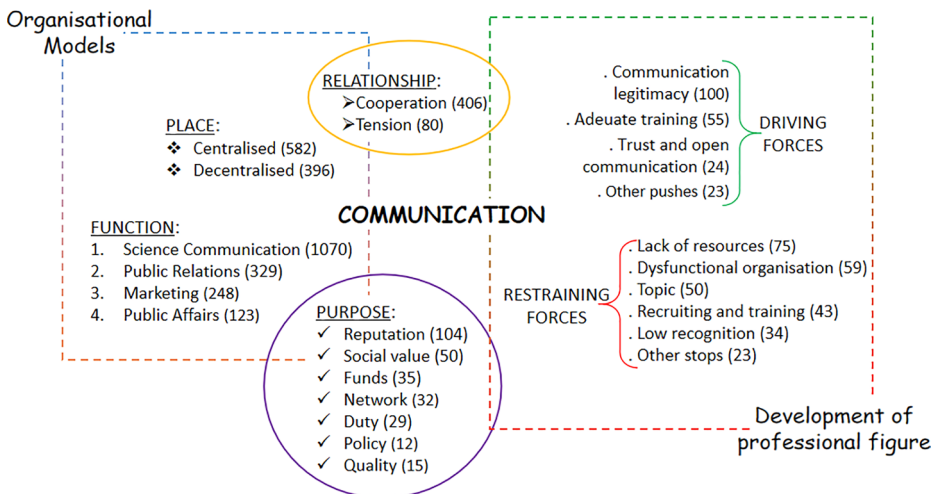 Organisational
Models
RELATIONSHIP:
➢Cooperation (406)
➢Tension (80)
PLACE:
❖ Centralised (582)
❖ Decentralised (396)
. Communication
legitimacy (100)
. Adeuate training (55)
. Trust and open
communication (24)
. Other pushes (23)
DRIVING
FORCES
COMMUNICATION
FUNCTION:
1. Science Communication (1070)
2. Public Relations (329)
3. Marketing (248)
4. Public Affairs (123)
RESTRAINING
FORCES
. Lack of resources (75)
. Dysfunctional organisation (59)
. Topic (50)
. Recruiting and training (43)
. Low recognition (34)
. Other stops (23)
PURPOSE:
✓ Reputation (104)
✓ Social value (50)
✓ Funds (35)
✓ Network (32)
✓ Duty (29)
✓ Policy (12)
✓ Quality (15)
Development of
professional figure